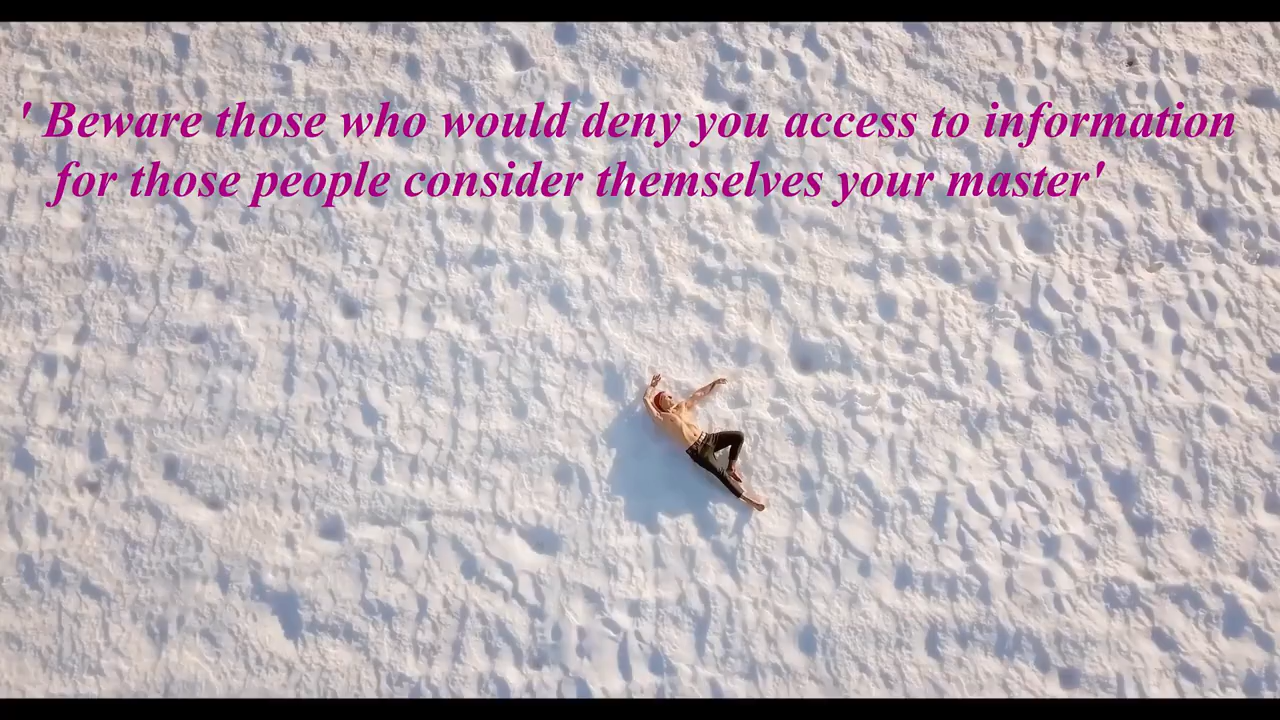 ' Beware those who would deny you access to information
for those people consider themselves your master'